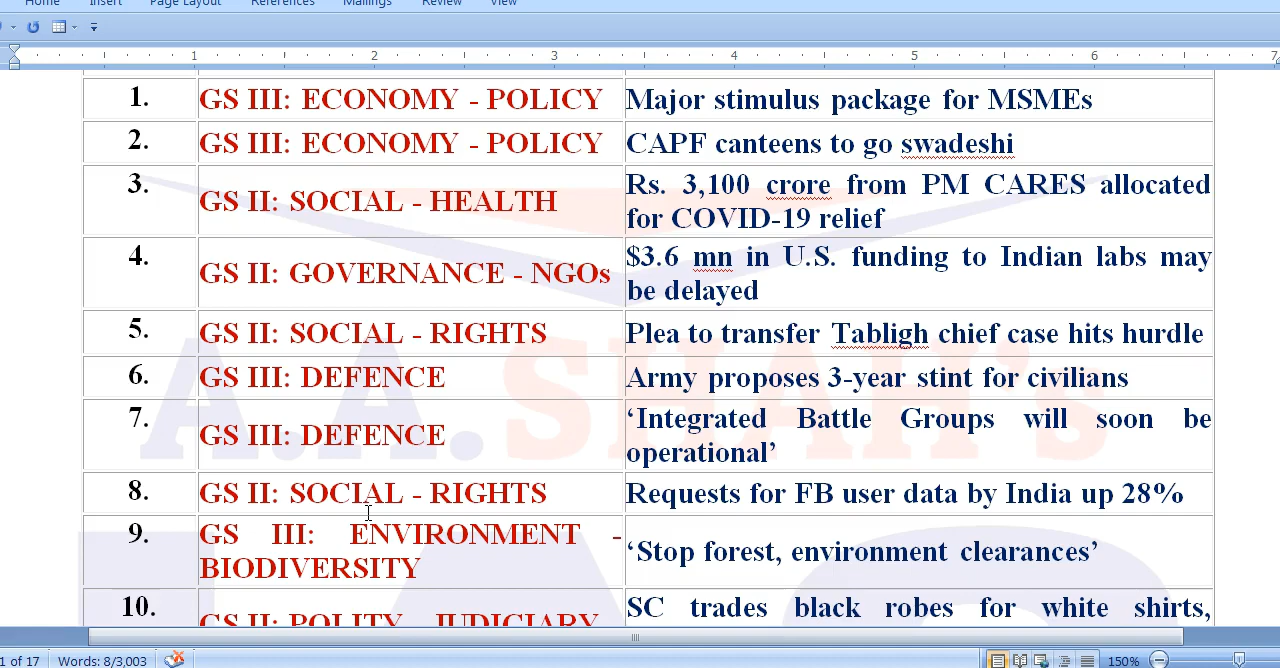 Home Insert Page Layout References Mailings Review View
1 2 3 4 5 6 7
1. GS III: ECONOMY - POLICY Major stimulus package for MSMEs
2. GS III: ECONOMY - POLICY CAPF canteens to go swadeshi
3. GS II: SOCIAL - HEALTH Rs. 3,100 crore from PM CARES allocated
for COVID-19 relief
4. GS II: GOVERNANCE - NGOs $3.6 mn in U.S. funding to Indian labs may
be delayed
5. GS II: SOCIAL - RIGHTS Plea to transfer Tabligh chief case hits hurdle
6. GS III: DEFENCE Army proposes 3-year stint for civilians
7. GS III: DEFENCE ‘Integrated Battle Groups will soon be
operational’
8. GS II: SOCIAL - RIGHTS Requests for FB user data by India up 28%
9. GS III: ENVIRONMENT -
BIODIVERSITY ‘Stop forest, environment clearances’
10. GS II: POLITY - JUDICIARY SC trades black robes for white shirts,
A.A.SHAH's
IAS
1 of 17 Words: 8/3,003 150%